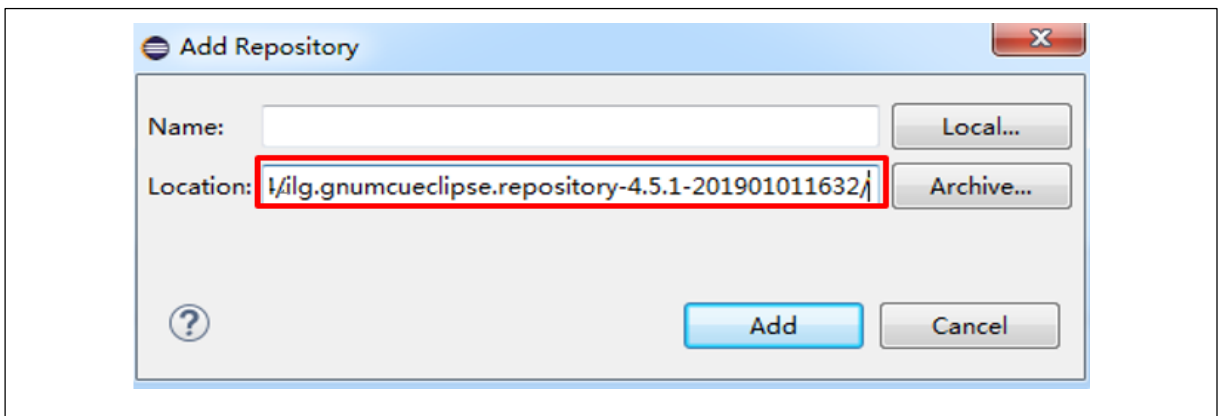 Add Repository
Name: Local...
Location: /ilg.gnumcueclipse.repository-4.5.1-201901011632/ Archive...
? Add Cancel